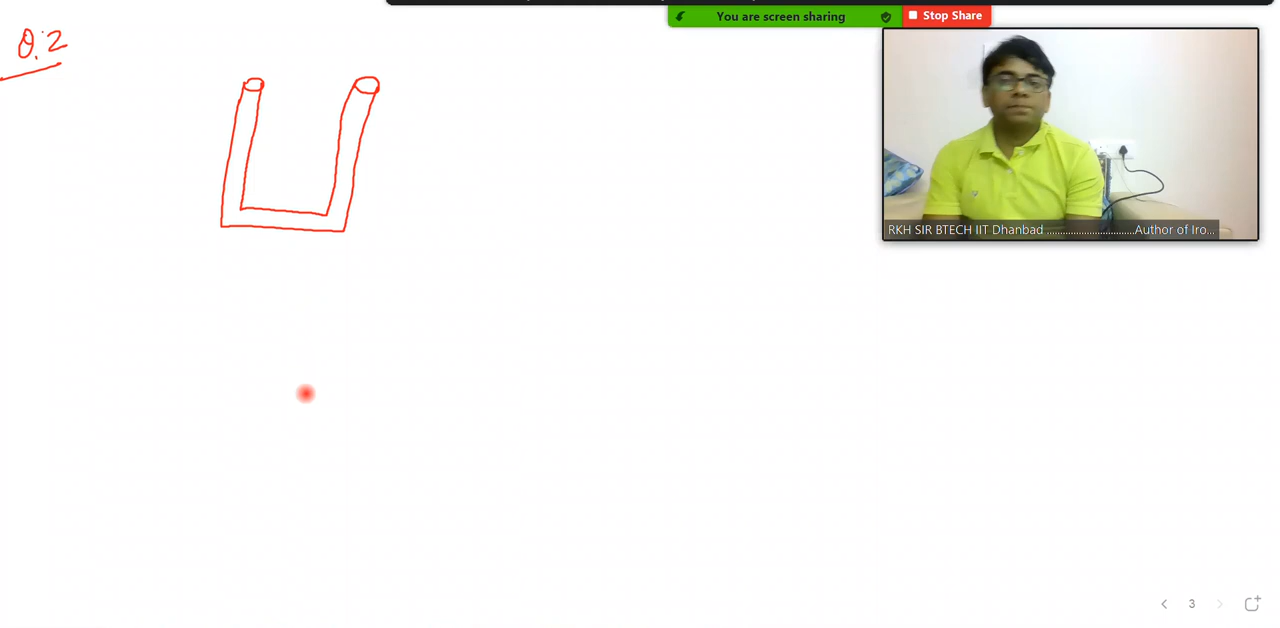 You are screen sharing
Stop Share
Q.2
RKH SIR BTECH IIT Dhanbad ..............................Author of Iro...
3